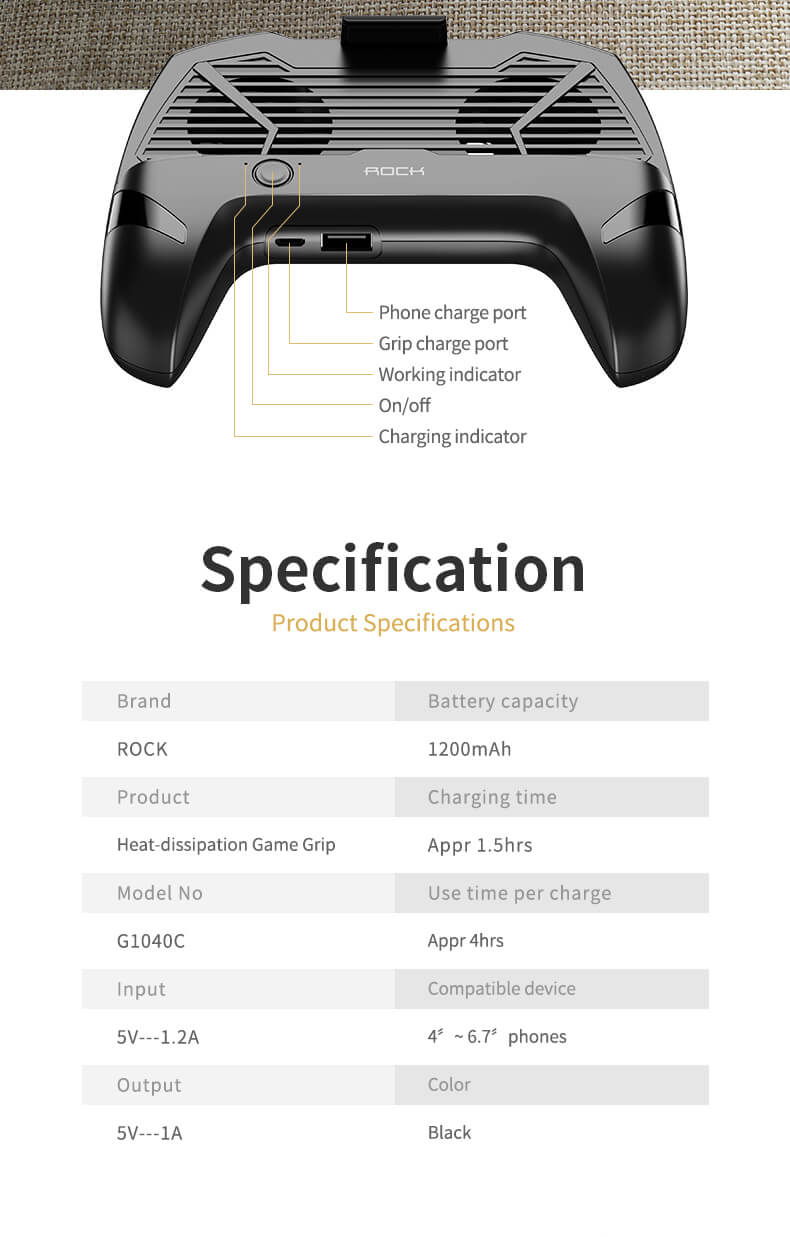 ROCK
Phone charge port
Grip charge port
Working indicator
On/off
Charging indicator
Specification
Product Specifications
Brand Battery capacity
ROCK 1200mAh
Product Charging time
Heat-dissipation Game Grip Appr 1.5hrs
Model No Use time per charge
G1040C Appr 4hrs
Input Compatible device
5V---1.2A 4〞 ~ 6.7〞 phones
Output Color
5V---1A Black